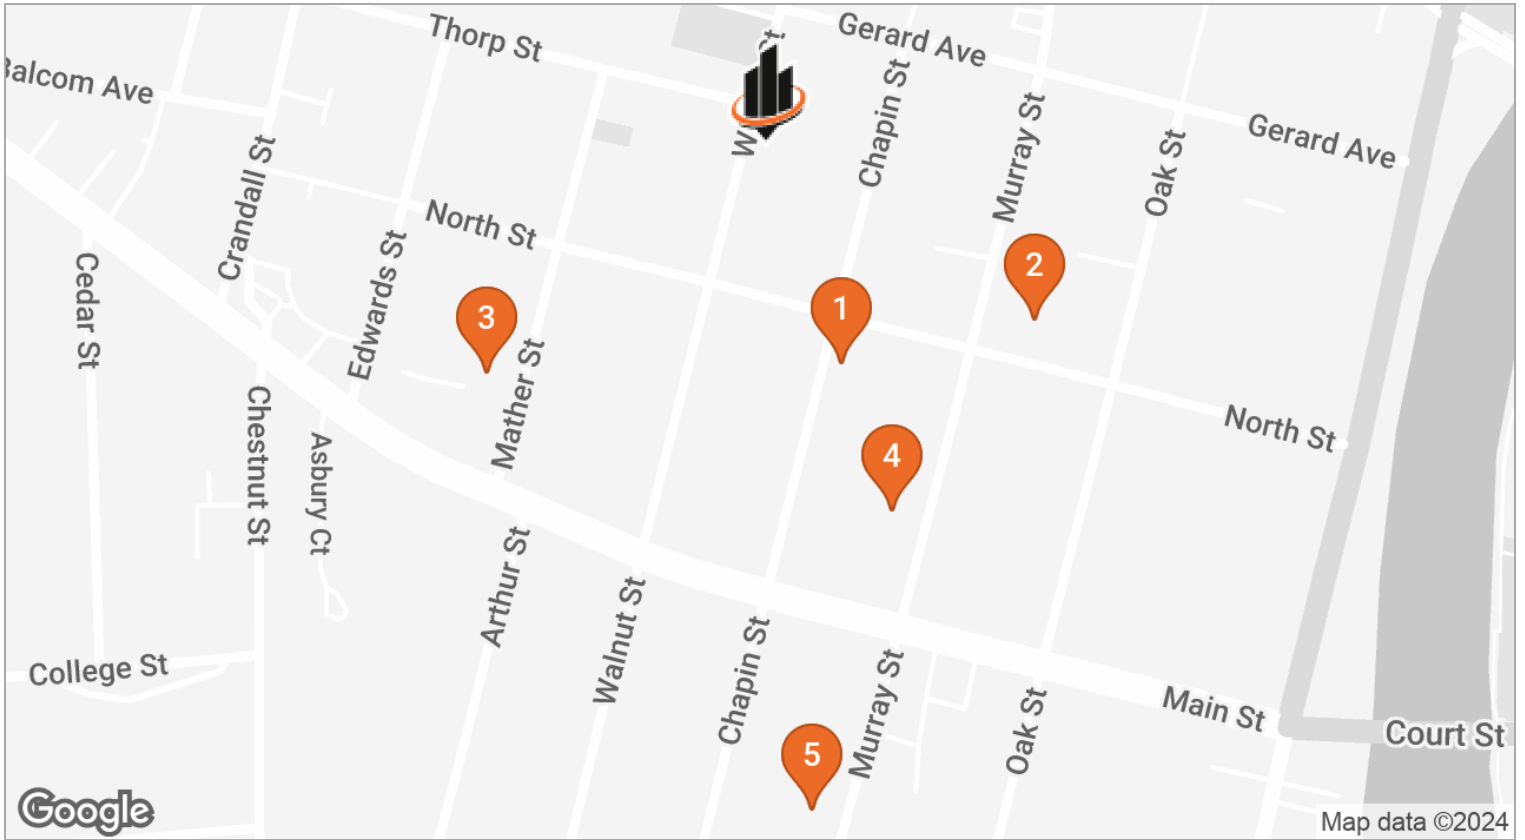 Thorp St
Gerard Ave
Balcom Ave
Chapin St
Murray St
Gerard Ave
Oak St
Crandall St
North St
Edwards St
Cedar St
2
1
3
Mather St
Chestnut St
Asbury Ct
North St
4
Arthur St
Walnut St
Chapin St
Murray St
College St
Oak St
Main St
Court St
5
Google
Map data ©2024